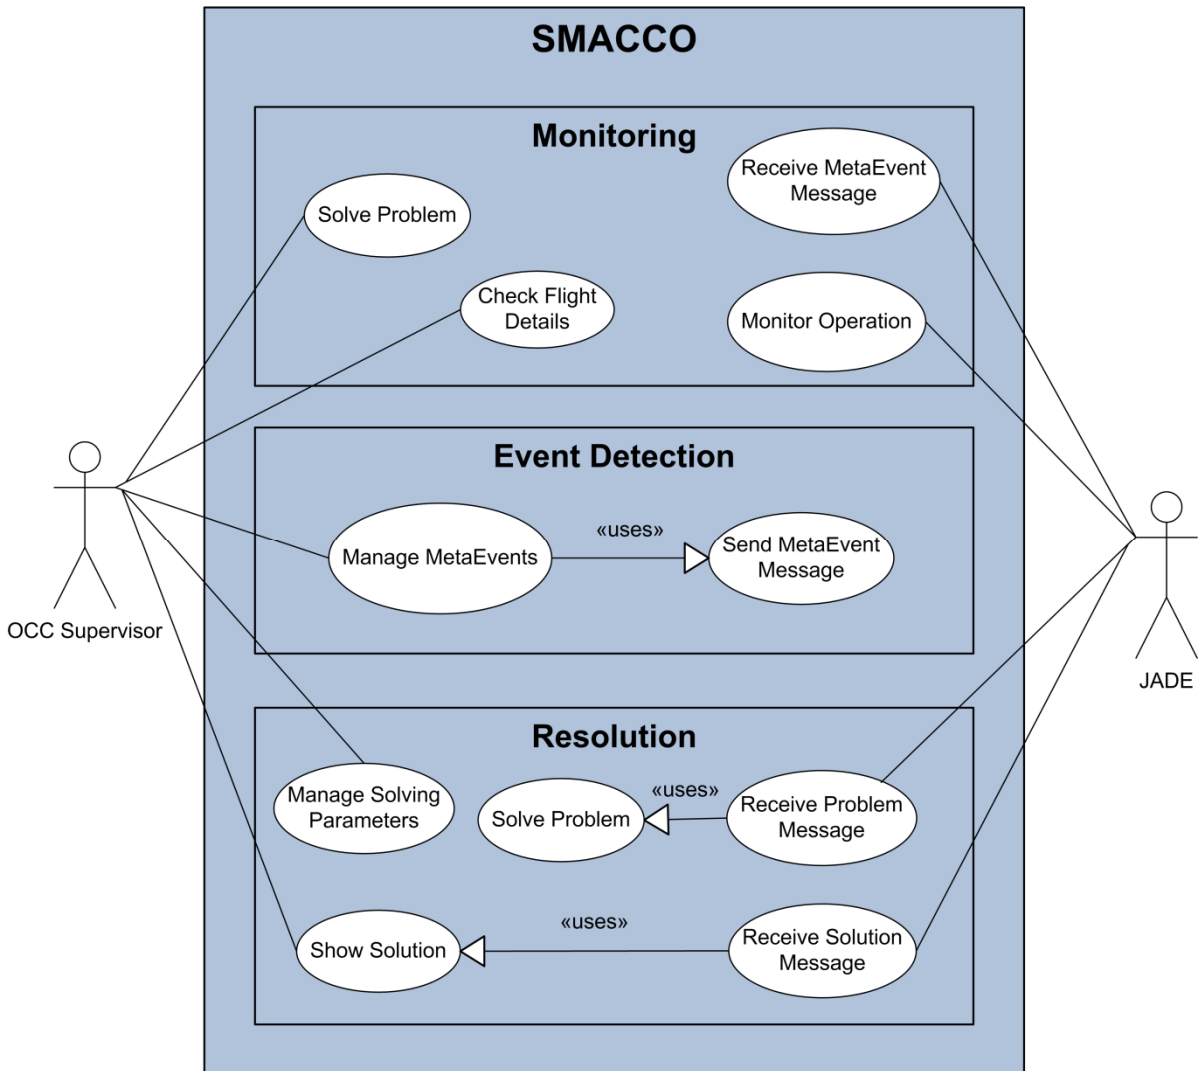 SMACCO
Monitoring
Solve Problem
Receive MetaEvent
Message
Check Flight
Details
Monitor Operation
Event Detection
Manage MetaEvents
«uses»
Send MetaEvent
Message
OCC Supervisor
JADE
Resolution
Manage Solving
Parameters
Solve Problem
«uses»
Receive Problem
Message
Show Solution
«uses»
Receive Solution
Message